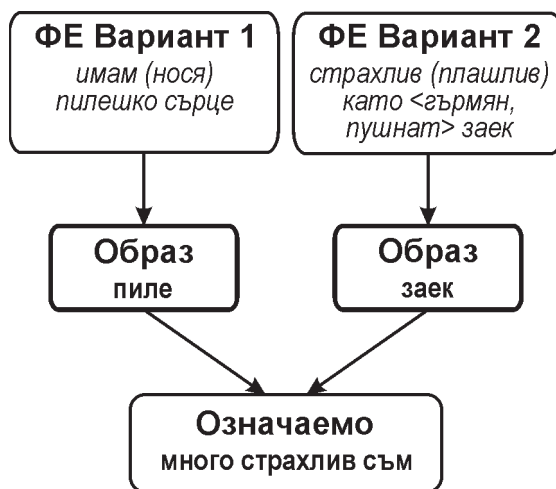 ФЕ Вариант 1
имам (нося)
пилешко сърце
ФЕ Вариант 2
страхлив (плашлив)
като <гърмян,
пушнат> заек
Образ
пиле
Образ
заек
Означаемо
много страхлив съм